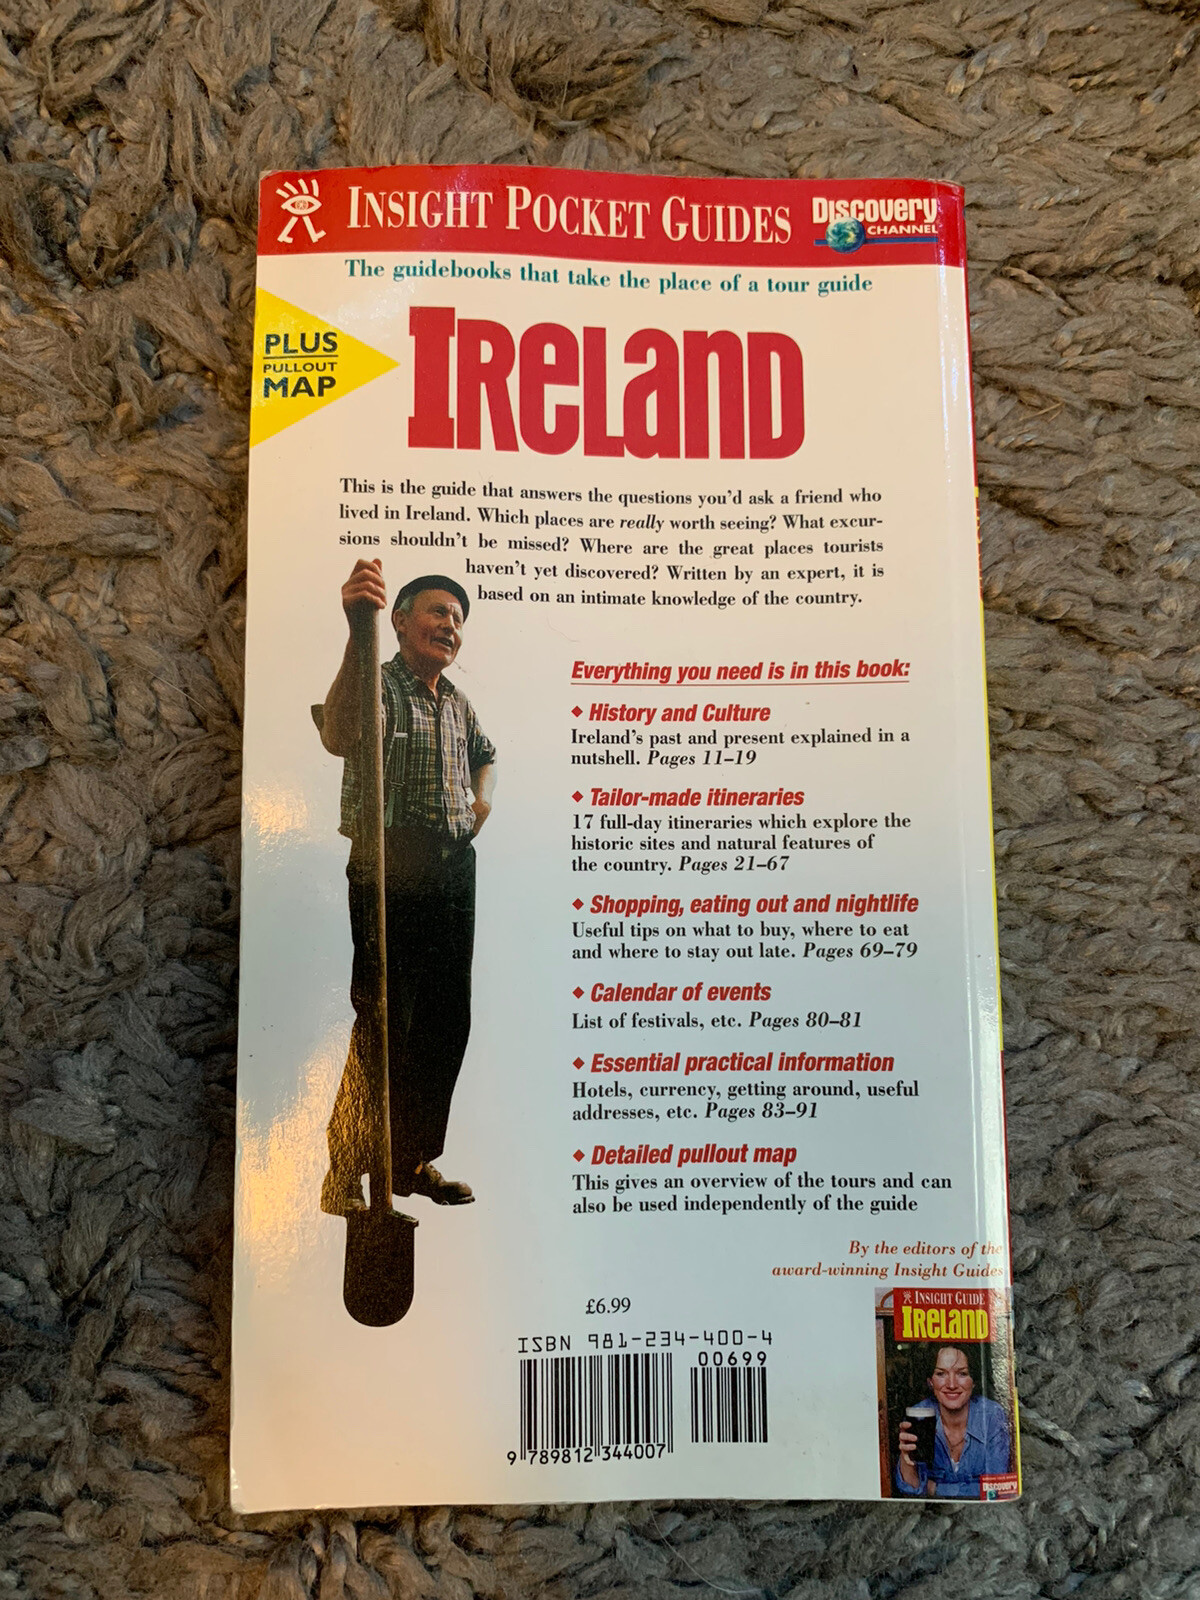 INSIGHT POCKET GUIDES
DISCOVERY
CHANNEL
The guidebooks that take the place of a tour guide
PLUS
PULLOUT
MAP
IRELAND
This is the guide that answers the questions you'd ask a friend who
lived in Ireland. Which places are really worth seeing? What excur-
sions shouldn't be missed? Where are the great places tourists
haven't yet discovered? Written by an expert, it is
based on an intimate knowledge of the country.
Everything you need is in this book:
◆ History and Culture
Ireland's past and present explained in a
nutshell. Pages 11–19
◆ Tailor-made itineraries
17 full-day itineraries which explore the
historic sites and natural features of
the country. Pages 21–67
◆ Shopping, eating out and nightlife
Useful tips on what to buy, where to eat
and where to stay out late. Pages 69–79
◆ Calendar of events
List of festivals, etc. Pages 80–81
◆ Essential practical information
Hotels, currency, getting around, useful
addresses, etc. Pages 83–91
◆ Detailed pullout map
This gives an overview of the tours and can
also be used independently of the guide
By the editors of the
award-winning Insight Guides
£6.99
ISBN 981-234-400-4
00699
9 789812 344007
INSIGHT GUIDE
IRELAND
DISCOVERY